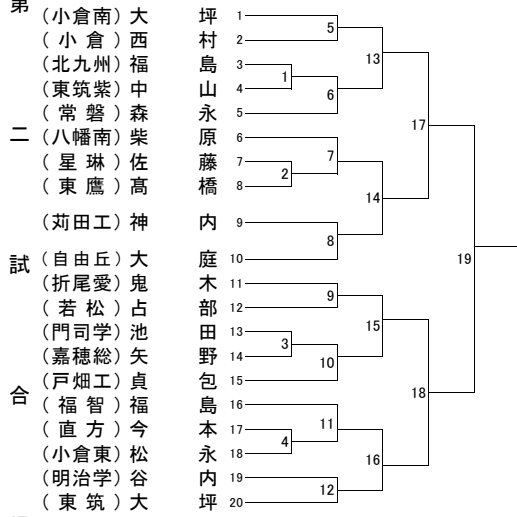 第
(小倉南) 大 坪 1
( 小 倉 ) 西 村 2
(北九州) 福 島 3
(東筑紫) 中 山 4
( 常 磐 ) 森 永 5
二 (八幡南) 柴 原 6
( 星 琳 ) 佐 藤 7
( 東 鷹 ) 髙 橋 8
(苅田工) 神 内 9
試 (自由丘) 大 庭 10
(折尾愛) 鬼 木 11
( 若 松 ) 占 部 12
(門司学) 池 田 13
(嘉穂総) 矢 野 14
(戸畑工) 貞 包 15
合 ( 福 智 ) 福 島 16
( 直 方 ) 今 本 17
(小倉東) 松 永 18
(明治学) 谷 内 19
( 東 筑 ) 大 坪 20
5
13
1
6
17
7
2
14
8
19
9
15
3
10
18
11
4
16
12